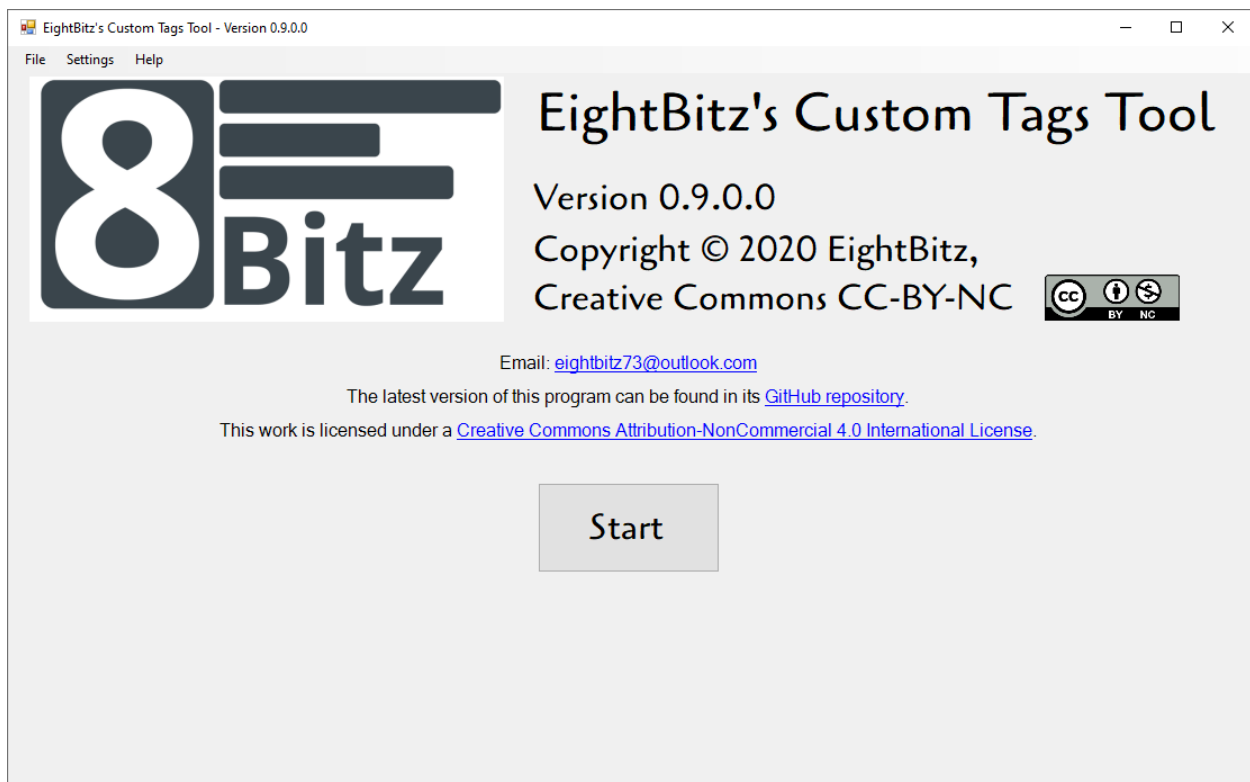 EightBitz's Custom Tags Tool - Version 0.9.0.0
File Settings Help
8
Bitz
EightBitz's Custom Tags Tool
Version 0.9.0.0
Copyright © 2020 EightBitz,
Creative Commons CC-BY-NC
cc
BY NC
Email: eightbitz73@outlook.com
The latest version of this program can be found in its GitHub repository.
This work is licensed under a Creative Commons Attribution-NonCommercial 4.0 International License.
Start